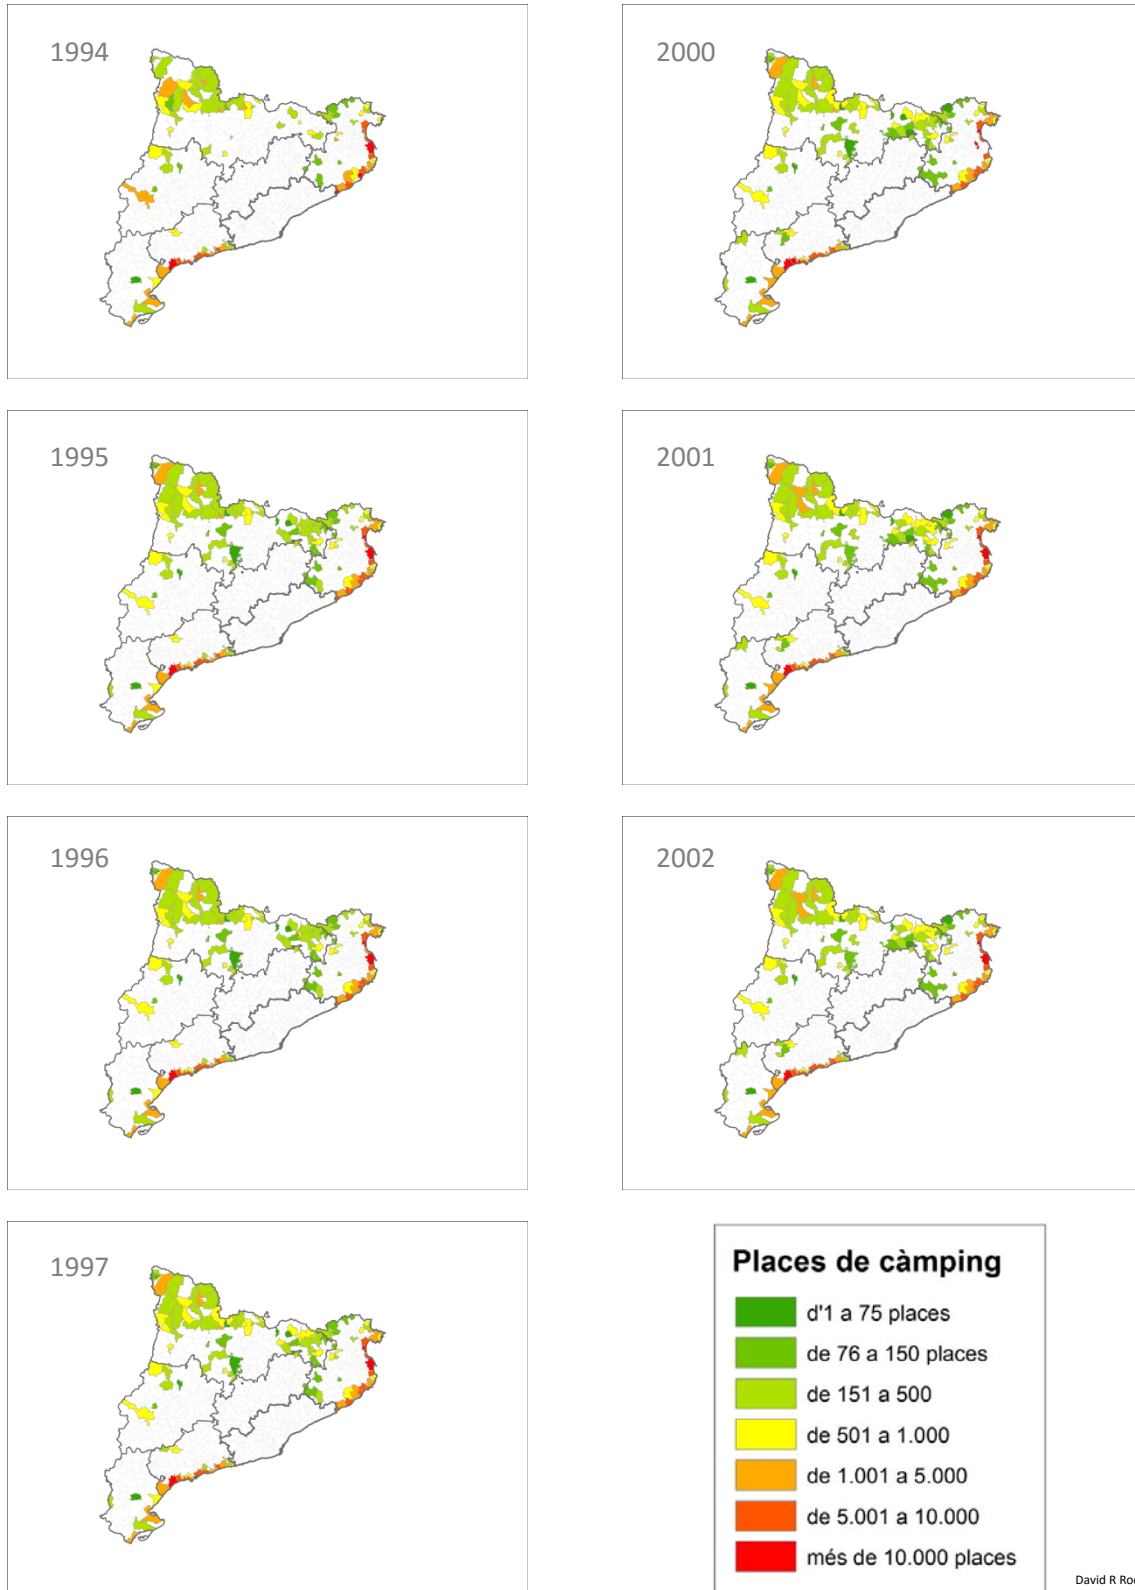 1994
2000
1995
2001
1996
2002
1997
Places de càmping
d'1 a 75 places
de 76 a 150 places
de 151 a 500
de 501 a 1.000
de 1.001 a 5.000
de 5.001 a 10.000
més de 10.000 places
David R